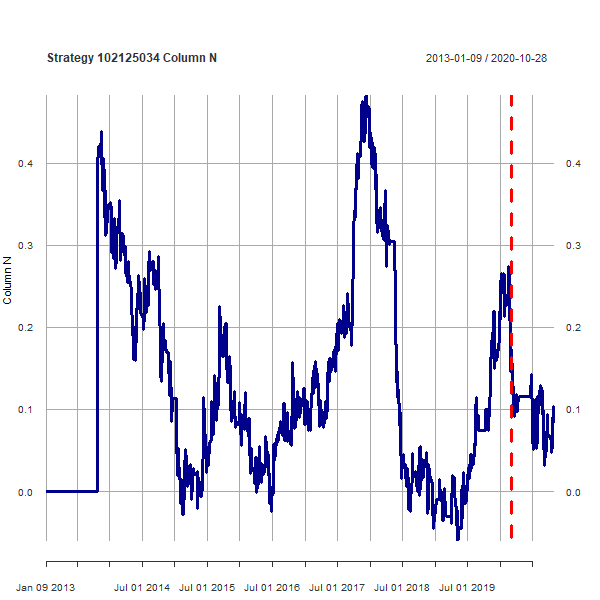 Strategy 102125034 Column N
2013-01-09 / 2020-10-28
Column N
0.4
0.4
0.3
0.3
0.2
0.2
0.1
0.1
0.0
0.0
Jan 09 2013
Jul 01 2014
Jul 01 2015
Jul 01 2016
Jul 01 2017
Jul 01 2018
Jul 01 2019